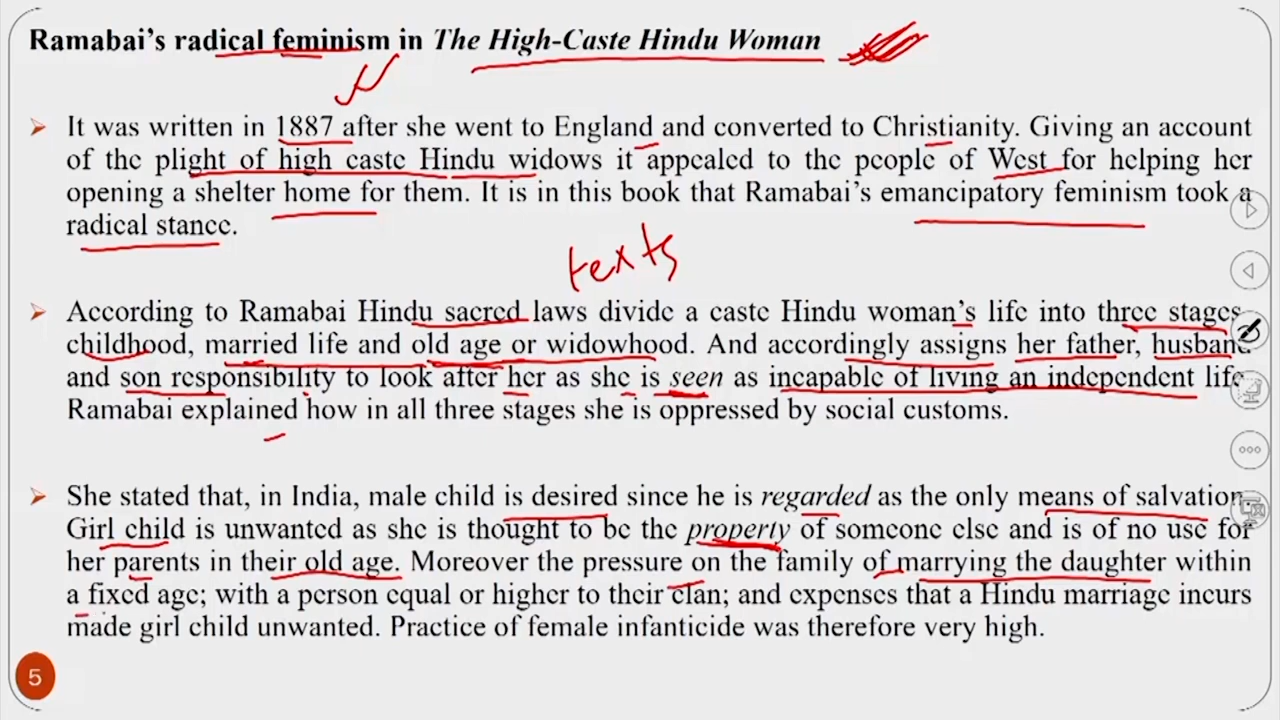 Ramabai's radical feminism in The High-Caste Hindu Woman
➤ It was written in 1887 after she went to England and converted to Christianity. Giving an account
of the plight of high caste Hindu widows it appealed to the people of West for helping her
opening a shelter home for them. It is in this book that Ramabai's emancipatory feminism took a
radical stance.
texts
➤ According to Ramabai Hindu sacred laws divide a caste Hindu woman's life into three stages
childhood, married life and old age or widowhood. And accordingly assigns her father, husband
and son responsibility to look after her as she is seen as incapable of living an independent life
Ramabai explained how in all three stages she is oppressed by social customs.
➤ She stated that, in India, male child is desired since he is regarded as the only means of salvation.
Girl child is unwanted as she is thought to be the property of someone else and is of no use for
her parents in their old age. Moreover the pressure on the family of marrying the daughter within
a fixed age; with a person equal or higher to their clan; and expenses that a Hindu marriage incurs
made girl child unwanted. Practice of female infanticide was therefore very high.
5